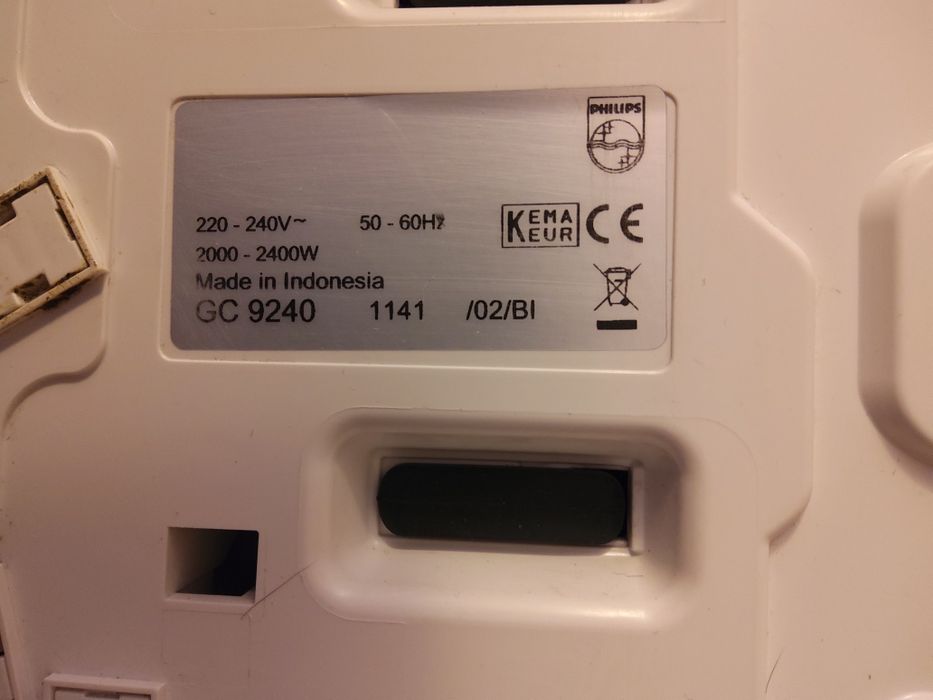 PHILIPS
220 - 240V~ 50 - 60Hz
KEMA
KEUR
CE
2000 - 2400W
Made in Indonesia
GC 9240 1141 /02/BI